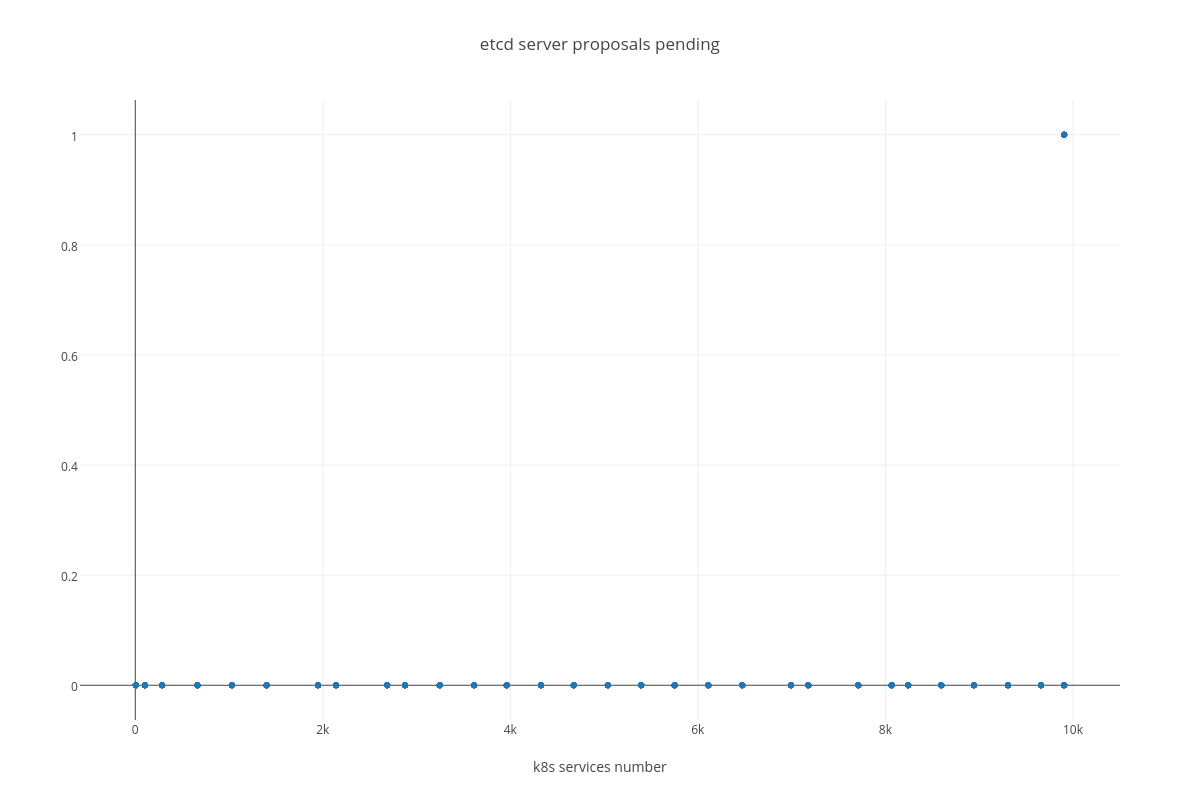 etcd server proposals pending
1
0.8
0.6
0.4
0.2
0
0 2k 4k 6k 8k 10k
k8s services number